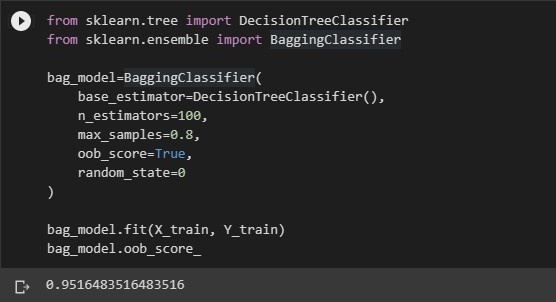 from sklearn.tree import DecisionTreeClassifier
from sklearn.ensemble import BaggingClassifier
bag_model=BaggingClassifier(
    base_estimator=DecisionTreeClassifier(),
    n_estimators=100,
    max_samples=0.8,
    oob_score=True,
    random_state=0
)
bag_model.fit(X_train, Y_train)
bag_model.oob_score_
0.9516483516483516